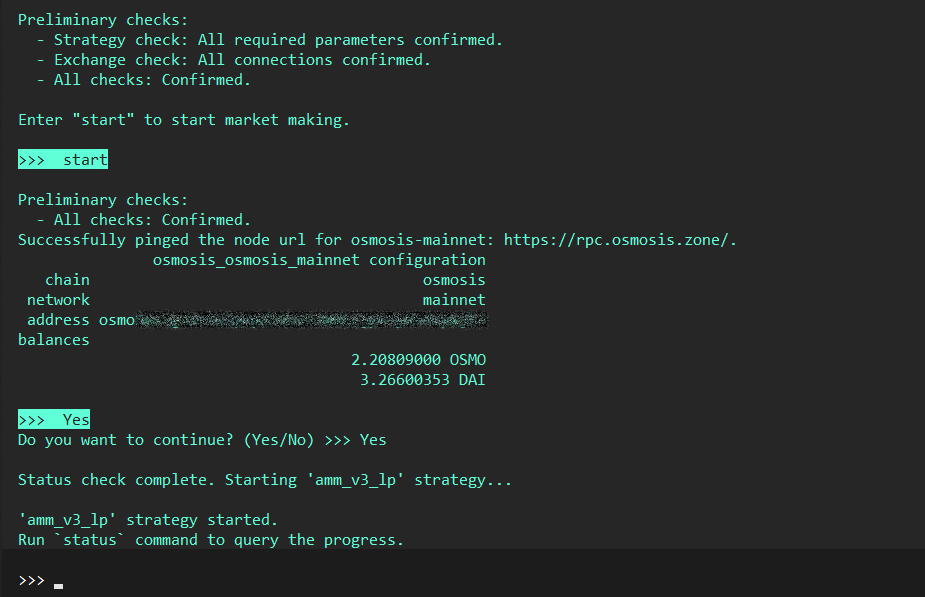 Preliminary checks:
- Strategy check: All required parameters confirmed.
- Exchange check: All connections confirmed.
- All checks: Confirmed.
Enter "start" to start market making.
>>> start
Preliminary checks:
- All checks: Confirmed.
Successfully pinged the node url for osmosis-mainnet: https://rpc.osmosis.zone/.
osmosis_osmosis_mainnet configuration
chain osmosis
network mainnet
address osmo
balances
2.20809000 OSMO
3.26600353 DAI
>>> Yes
Do you want to continue? (Yes/No) >>> Yes
Status check complete. Starting 'amm_v3_lp' strategy...
'amm_v3_lp' strategy started.
Run `status` command to query the progress.
>>>